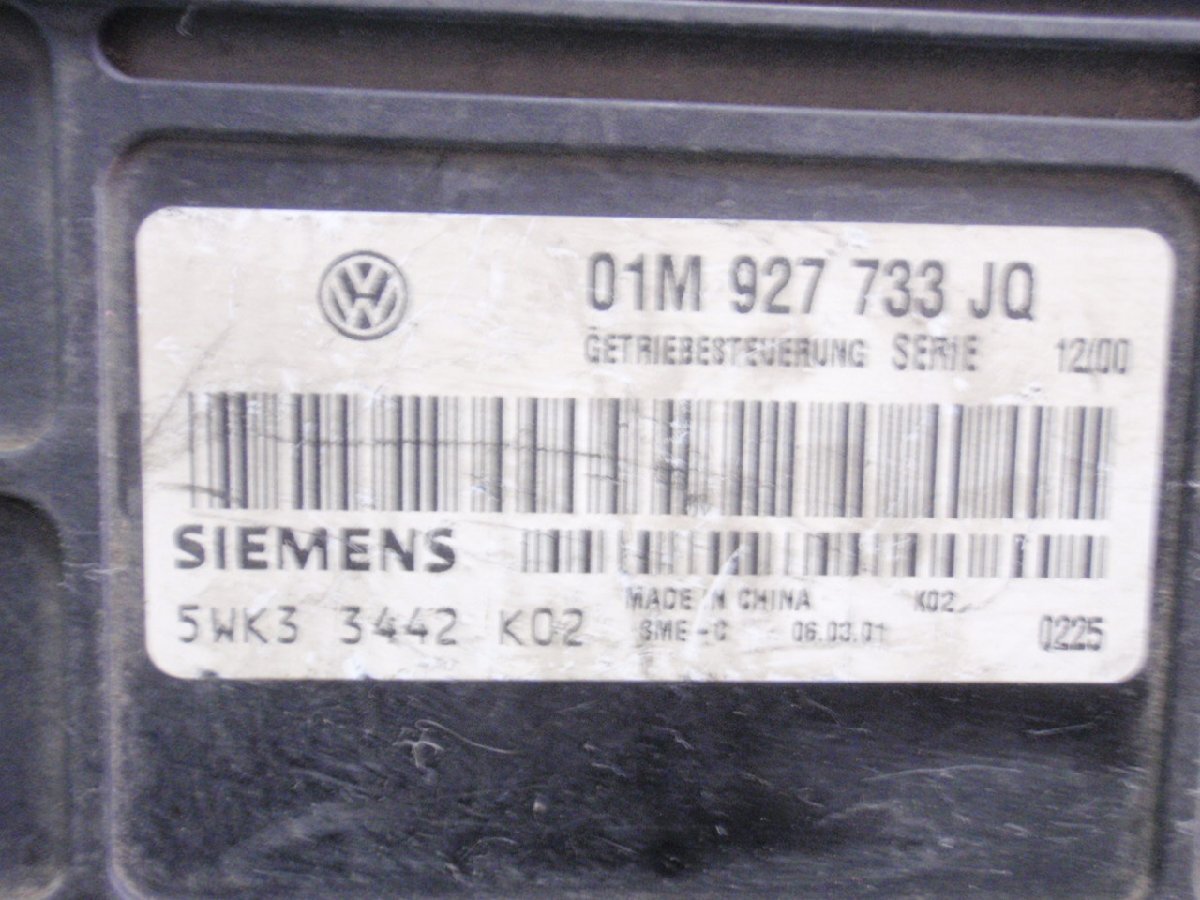 01M 927 733 JQ
GETRIEBESTEUERUNG SERIE 12/00
SIEMENS
MADE IN CHINA K02
5WK3 3442 K02 SME-C 06.03.01 0225